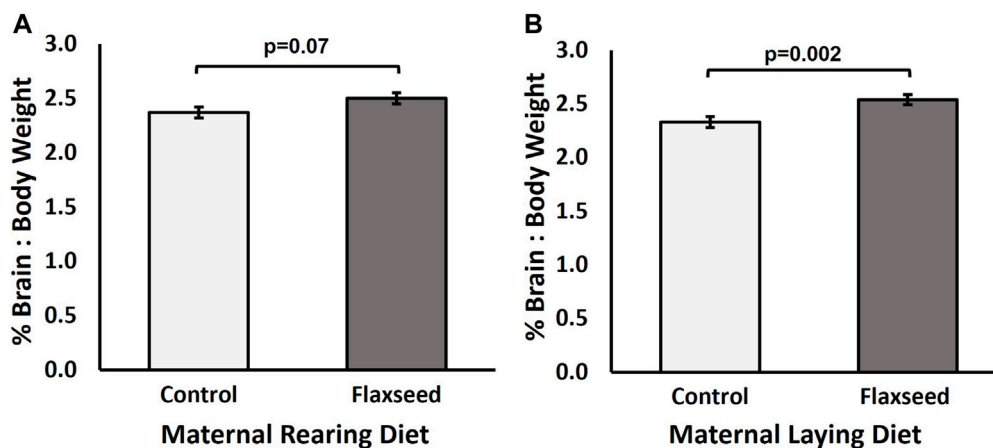 A
% Brain : Body Weight
3.0
2.5
2.0
1.5
1.0
0.5
0.0
p=0.07
Control Flaxseed
Maternal Rearing Diet
B
% Brain : Body Weight
3.0
2.5
2.0
1.5
1.0
0.5
0.0
p=0.002
Control Flaxseed
Maternal Laying Diet